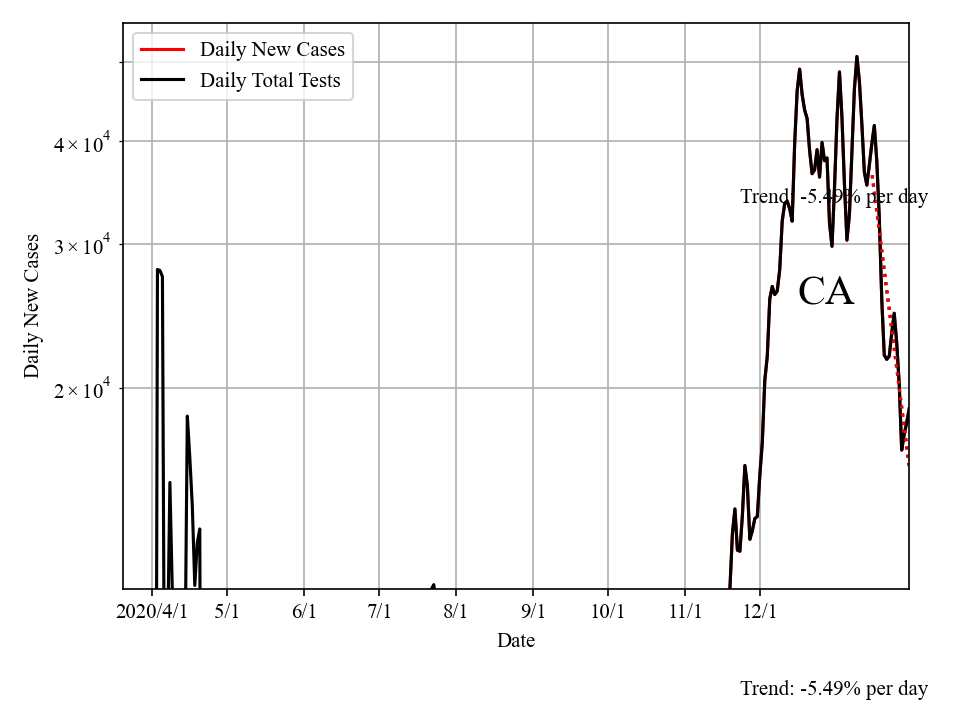 Daily New Cases
Daily Total Tests
4×10⁴
3×10⁴
2×10⁴
Daily New Cases
Trend: -5.49% per day
CA
2020/4/1 5/1 6/1 7/1 8/1 9/1 10/1 11/1 12/1
Date
Trend: -5.49% per day